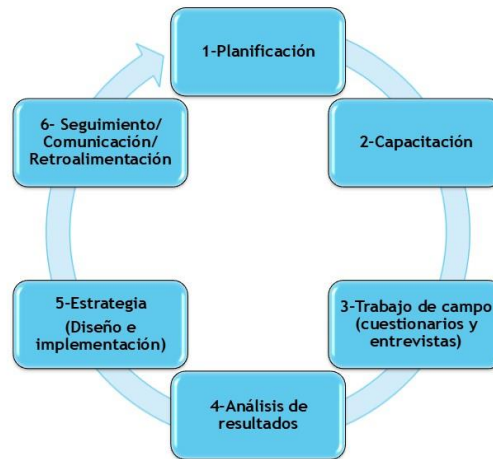 1-Planificación
2-Capacitación
3-Trabajo de campo
(cuestionarios y
entrevistas)
4-Análisis de
resultados
5-Estrategia
(Diseño e
implementación)
6- Seguimiento/
Comunicación/
Retroalimentación